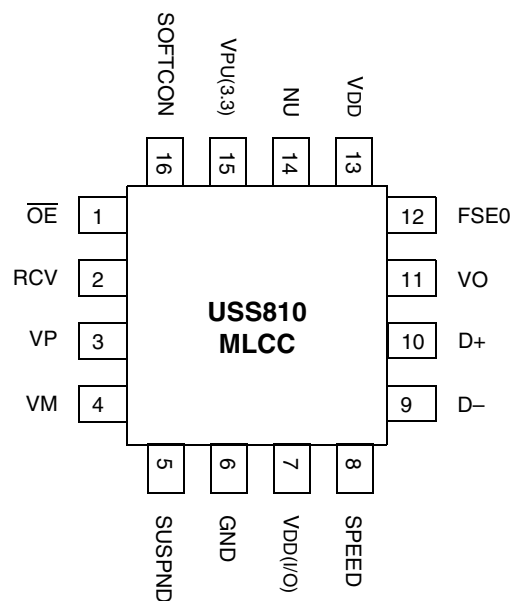 SOFTCON
VPU(3.3)
NU
VDD
16
15
14
13
OE
1
12
FSE0
RCV
2
11
VO
USS810
MLCC
VP
3
10
D+
VM
4
9
D–
5
6
7
8
SUSPND
GND
VDD(I/O)
SPEED